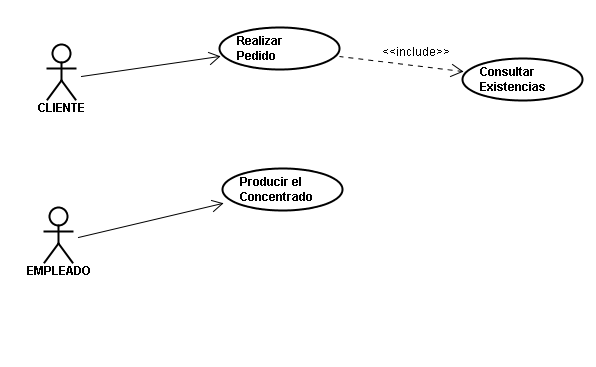 Realizar
Pedido
<<include>>
Consultar
Existencias
CLIENTE
Producir el
Concentrado
EMPLEADO